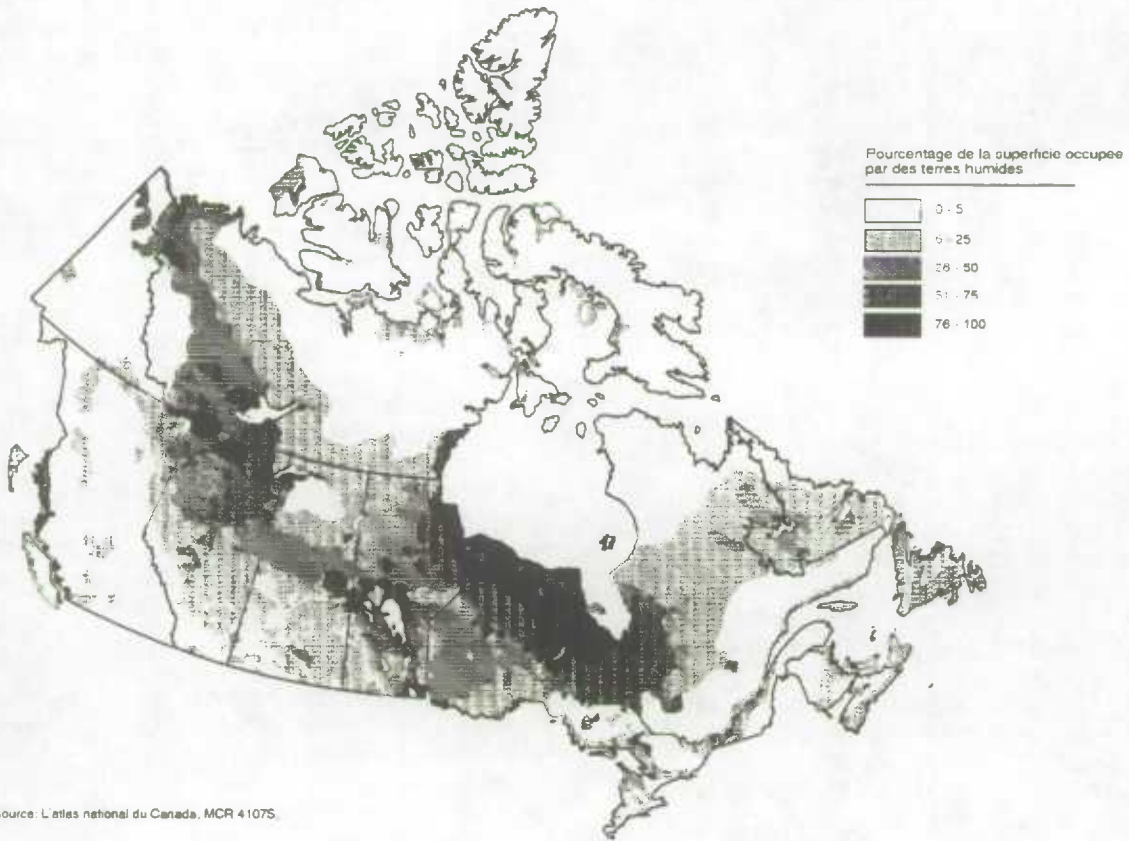 Pourcentage de la superficie occupée
par des terres humides
0 - 5
6 - 25
26 - 50
51 - 75
76 - 100
Source: L'atlas national du Canada, MCR 4107S.